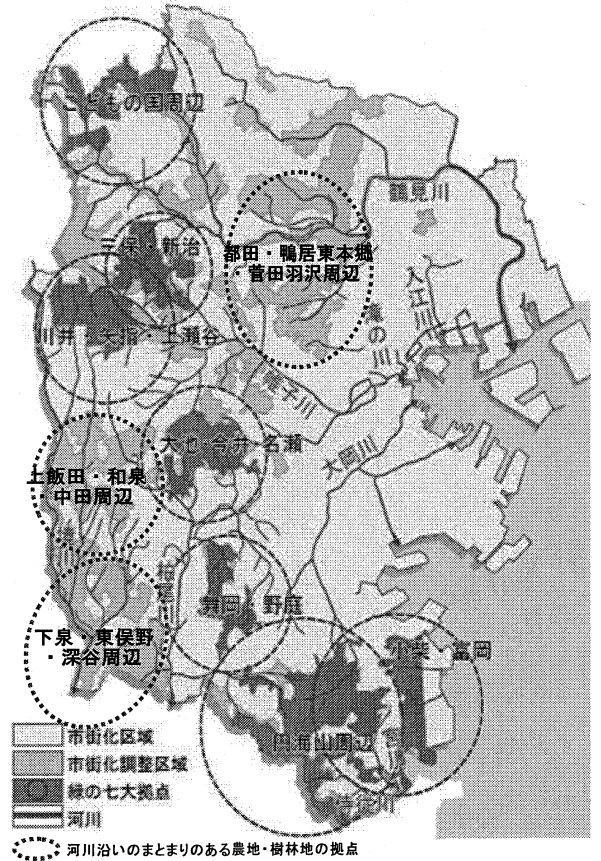 こどもの国周辺
鶴見川
三保・新治
都田・鴨居東本郷
・菅田羽沢周辺
入江川
滝の川
川井・矢指・上瀬谷
帷子川
大池・今井・名瀬
大岡川
上飯田・和泉
・中田周辺
境川
柏尾川
舞岡・野庭
下泉・東俣野
・深谷周辺
小柴・富岡
円海山周辺
侍従川
市街化区域
市街化調整区域
緑の七大拠点
河川
河川沿いのまとまりのある農地・樹林地の拠点